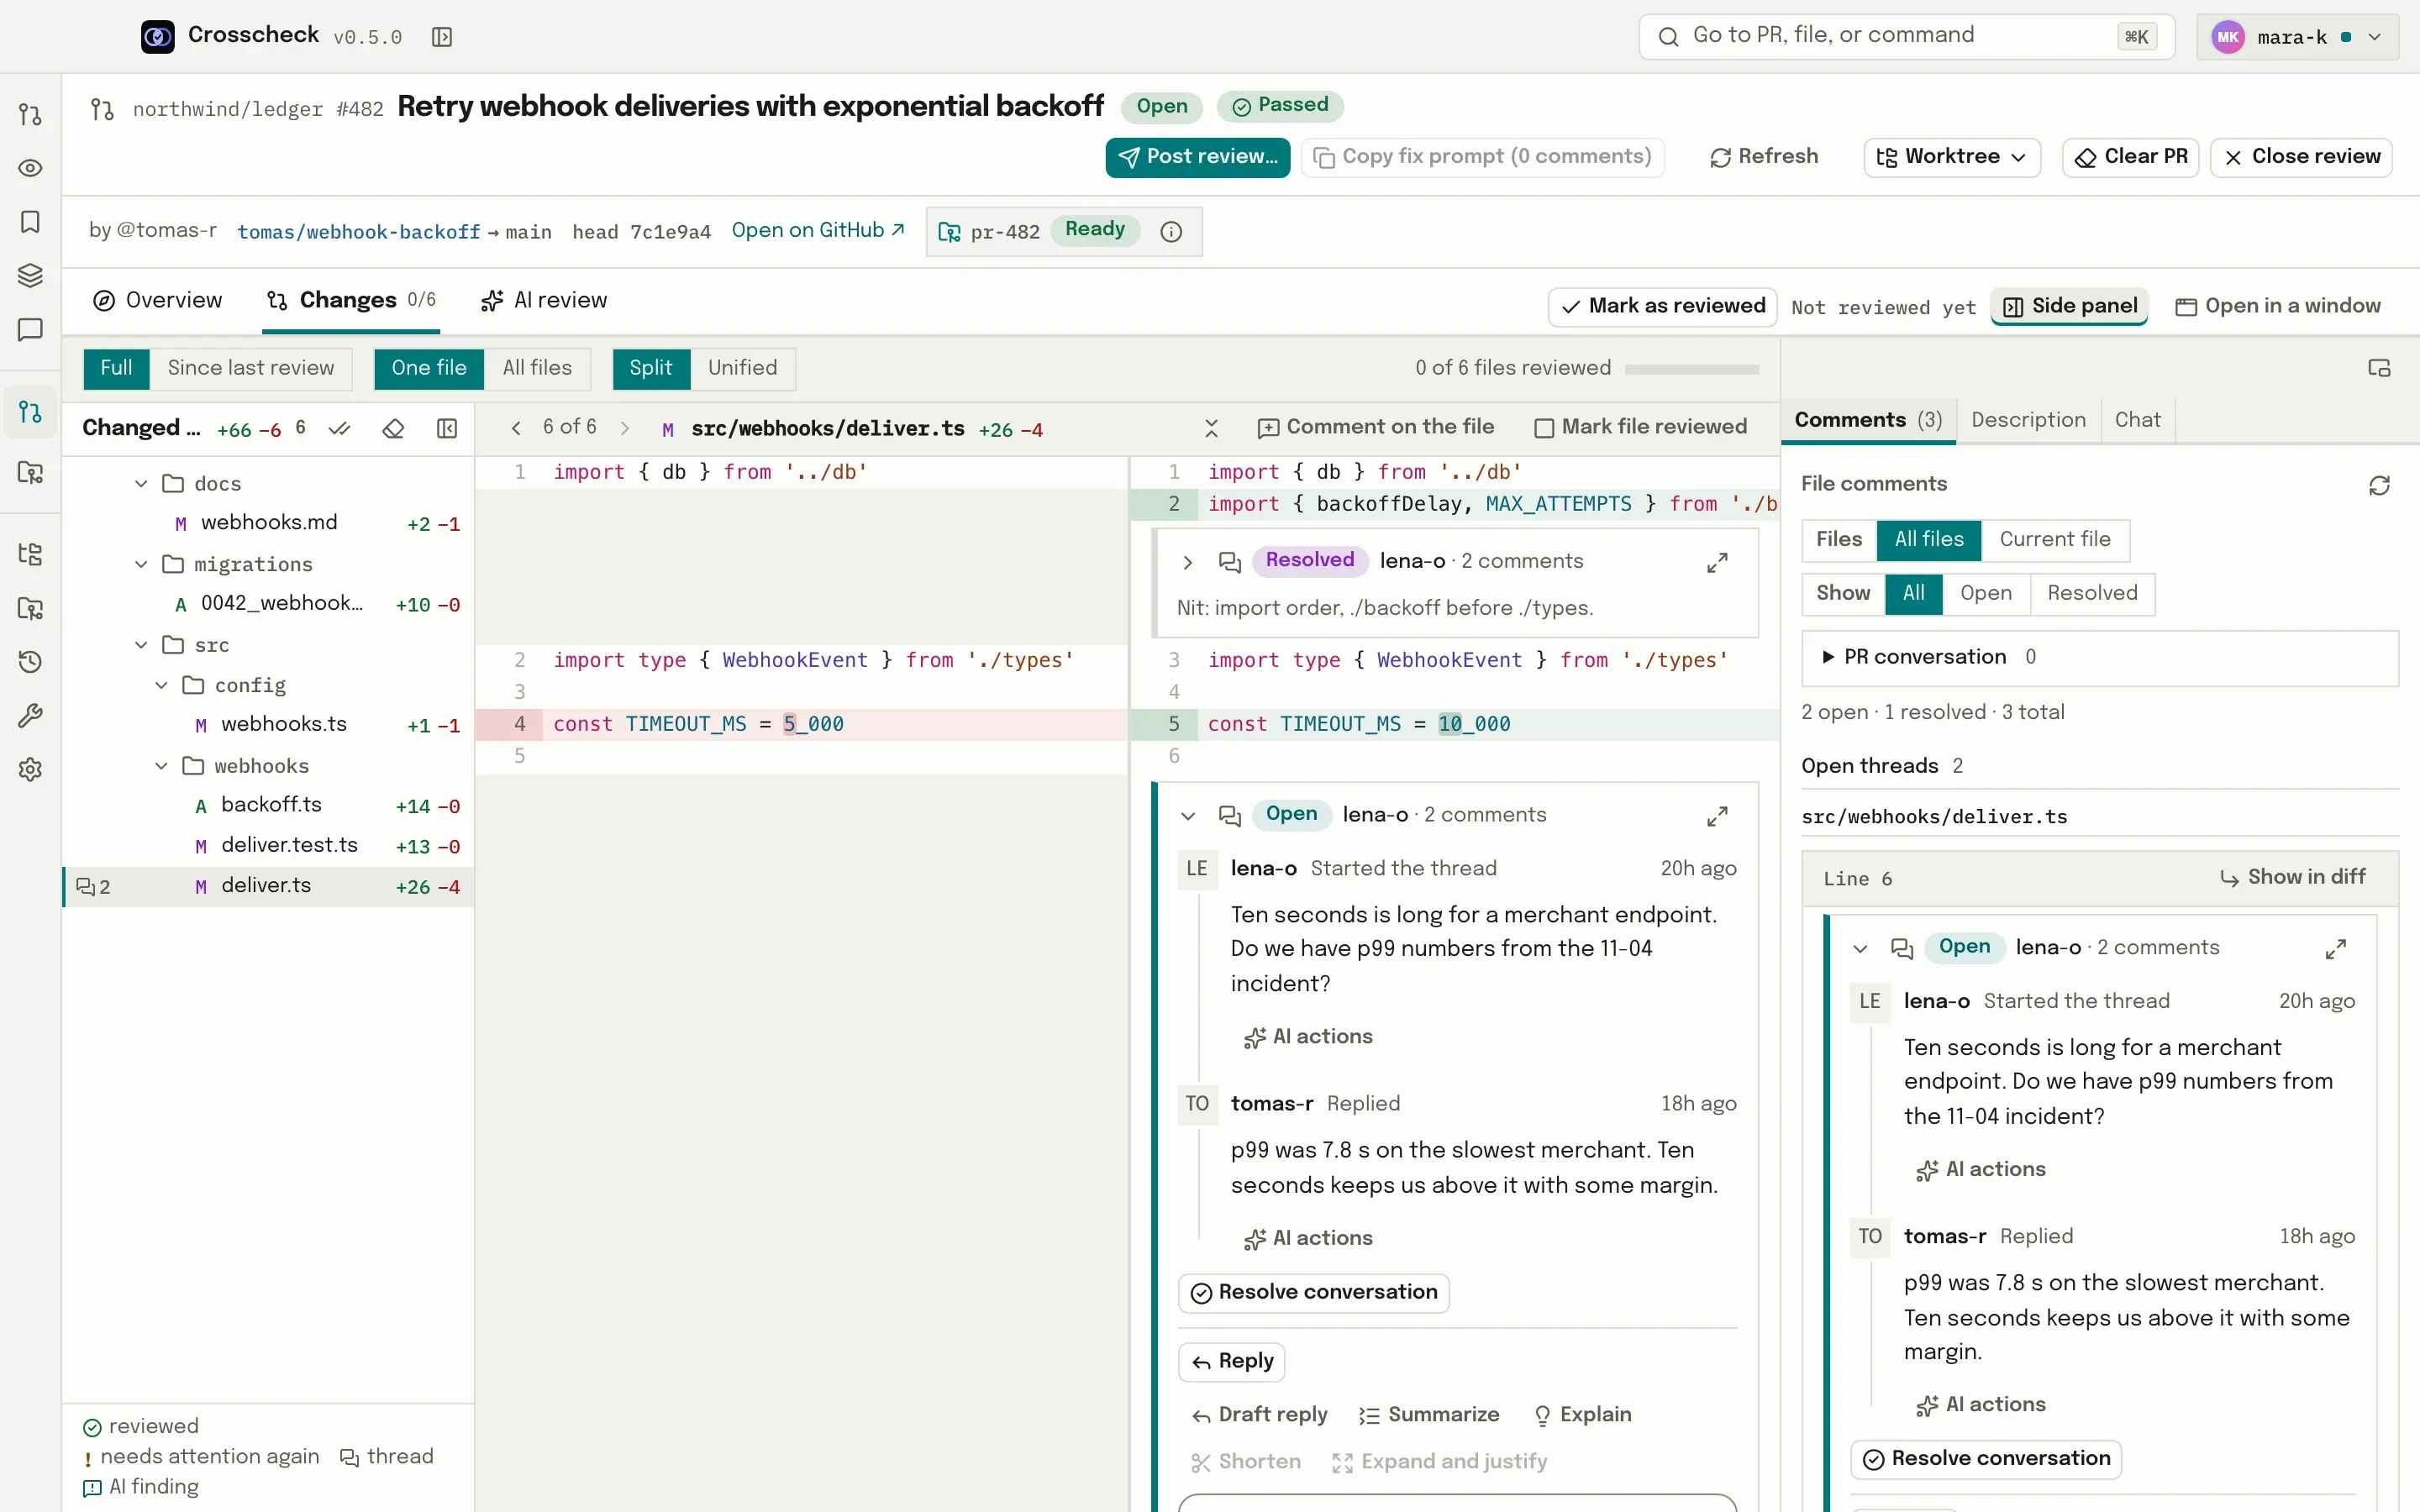 Crosscheck v0.5.0
Go to PR, file, or command ⌘K
MK mara-k
northwind/ledger #482 Retry webhook deliveries with exponential backoff Open Passed
Post review… Copy fix prompt (0 comments) Refresh Worktree Clear PR Close review
by @tomas-r tomas/webhook-backoff → main head 7c1e9a4 Open on GitHub ↗ pr-482 Ready
Overview Changes 0/6 AI review
Mark as reviewed Not reviewed yet Side panel Open in a window
Full Since last review One file All files Split Unified
0 of 6 files reviewed
Changed … +66 −6 6
docs
M webhooks.md +2 −1
migrations
A 0042_webhook… +10 −0
src
config
M webhooks.ts +1 −1
webhooks
A backoff.ts +14 −0
M deliver.test.ts +13 −0
2 M deliver.ts +26 −4
reviewed
! needs attention again thread
AI finding
6 of 6 M src/webhooks/deliver.ts +26 −4
Comment on the file Mark file reviewed
1 import { db } from '../db'
2 import type { WebhookEvent } from './types'
3
4 const TIMEOUT_MS = 5_000
5
1 import { db } from '../db'
2 import { backoffDelay, MAX_ATTEMPTS } from './b
Resolved lena-o · 2 comments
Nit: import order, ./backoff before ./types.
3 import type { WebhookEvent } from './types'
4
5 const TIMEOUT_MS = 10_000
6
Open lena-o · 2 comments
LE lena-o Started the thread 20h ago
Ten seconds is long for a merchant endpoint.
Do we have p99 numbers from the 11-04
incident?
AI actions
TO tomas-r Replied 18h ago
p99 was 7.8 s on the slowest merchant. Ten
seconds keeps us above it with some margin.
AI actions
Resolve conversation
Reply
Draft reply Summarize Explain
Shorten Expand and justify
Comments (3) Description Chat
File comments
Files All files Current file
Show All Open Resolved
PR conversation 0
2 open · 1 resolved · 3 total
Open threads 2
src/webhooks/deliver.ts
Line 6 Show in diff
Open lena-o · 2 comments
LE lena-o Started the thread 20h ago
Ten seconds is long for a merchant
endpoint. Do we have p99 numbers from
the 11-04 incident?
AI actions
TO tomas-r Replied 18h ago
p99 was 7.8 s on the slowest merchant.
Ten seconds keeps us above it with some
margin.
AI actions
Resolve conversation